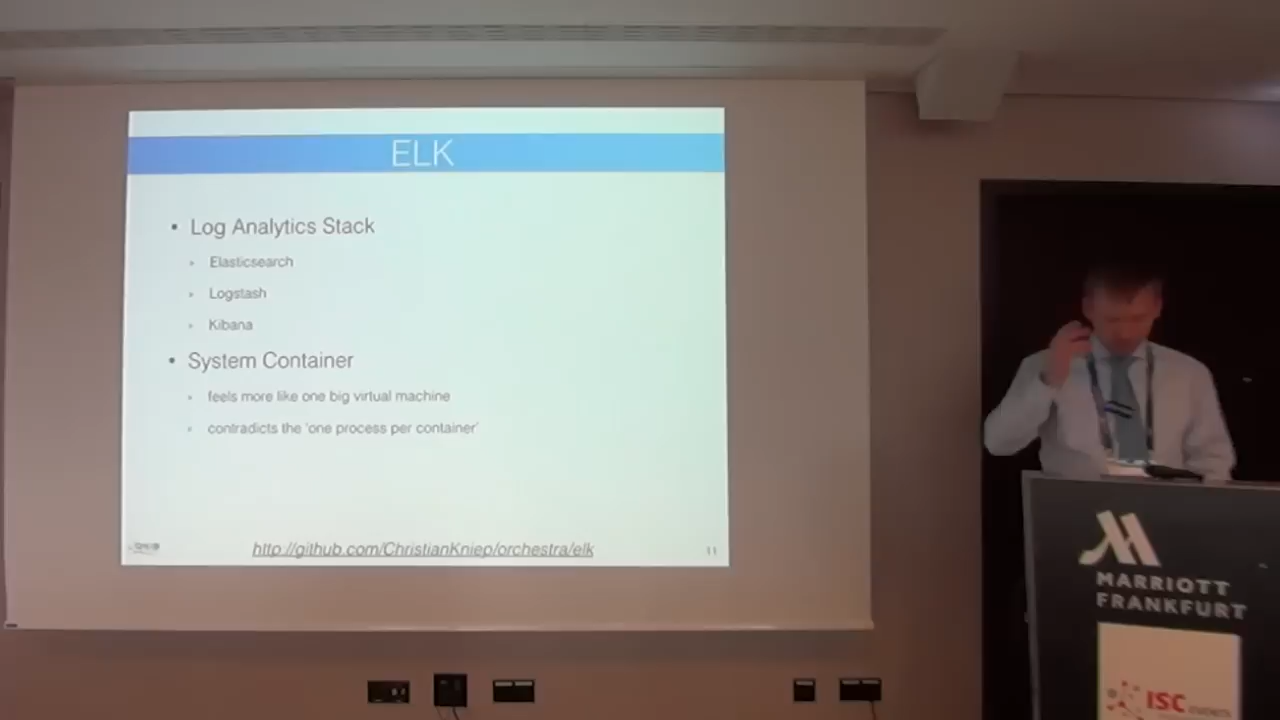 ELK
• Log Analytics Stack
Elasticsearch
Logstash
Kibana
• System Container
feels more like one big virtual machine
contradicts the 'one process per container'
http://github.com/ChristianKniep/orchestra/elk
11
MARRIOTT
FRANKFURT
ISC